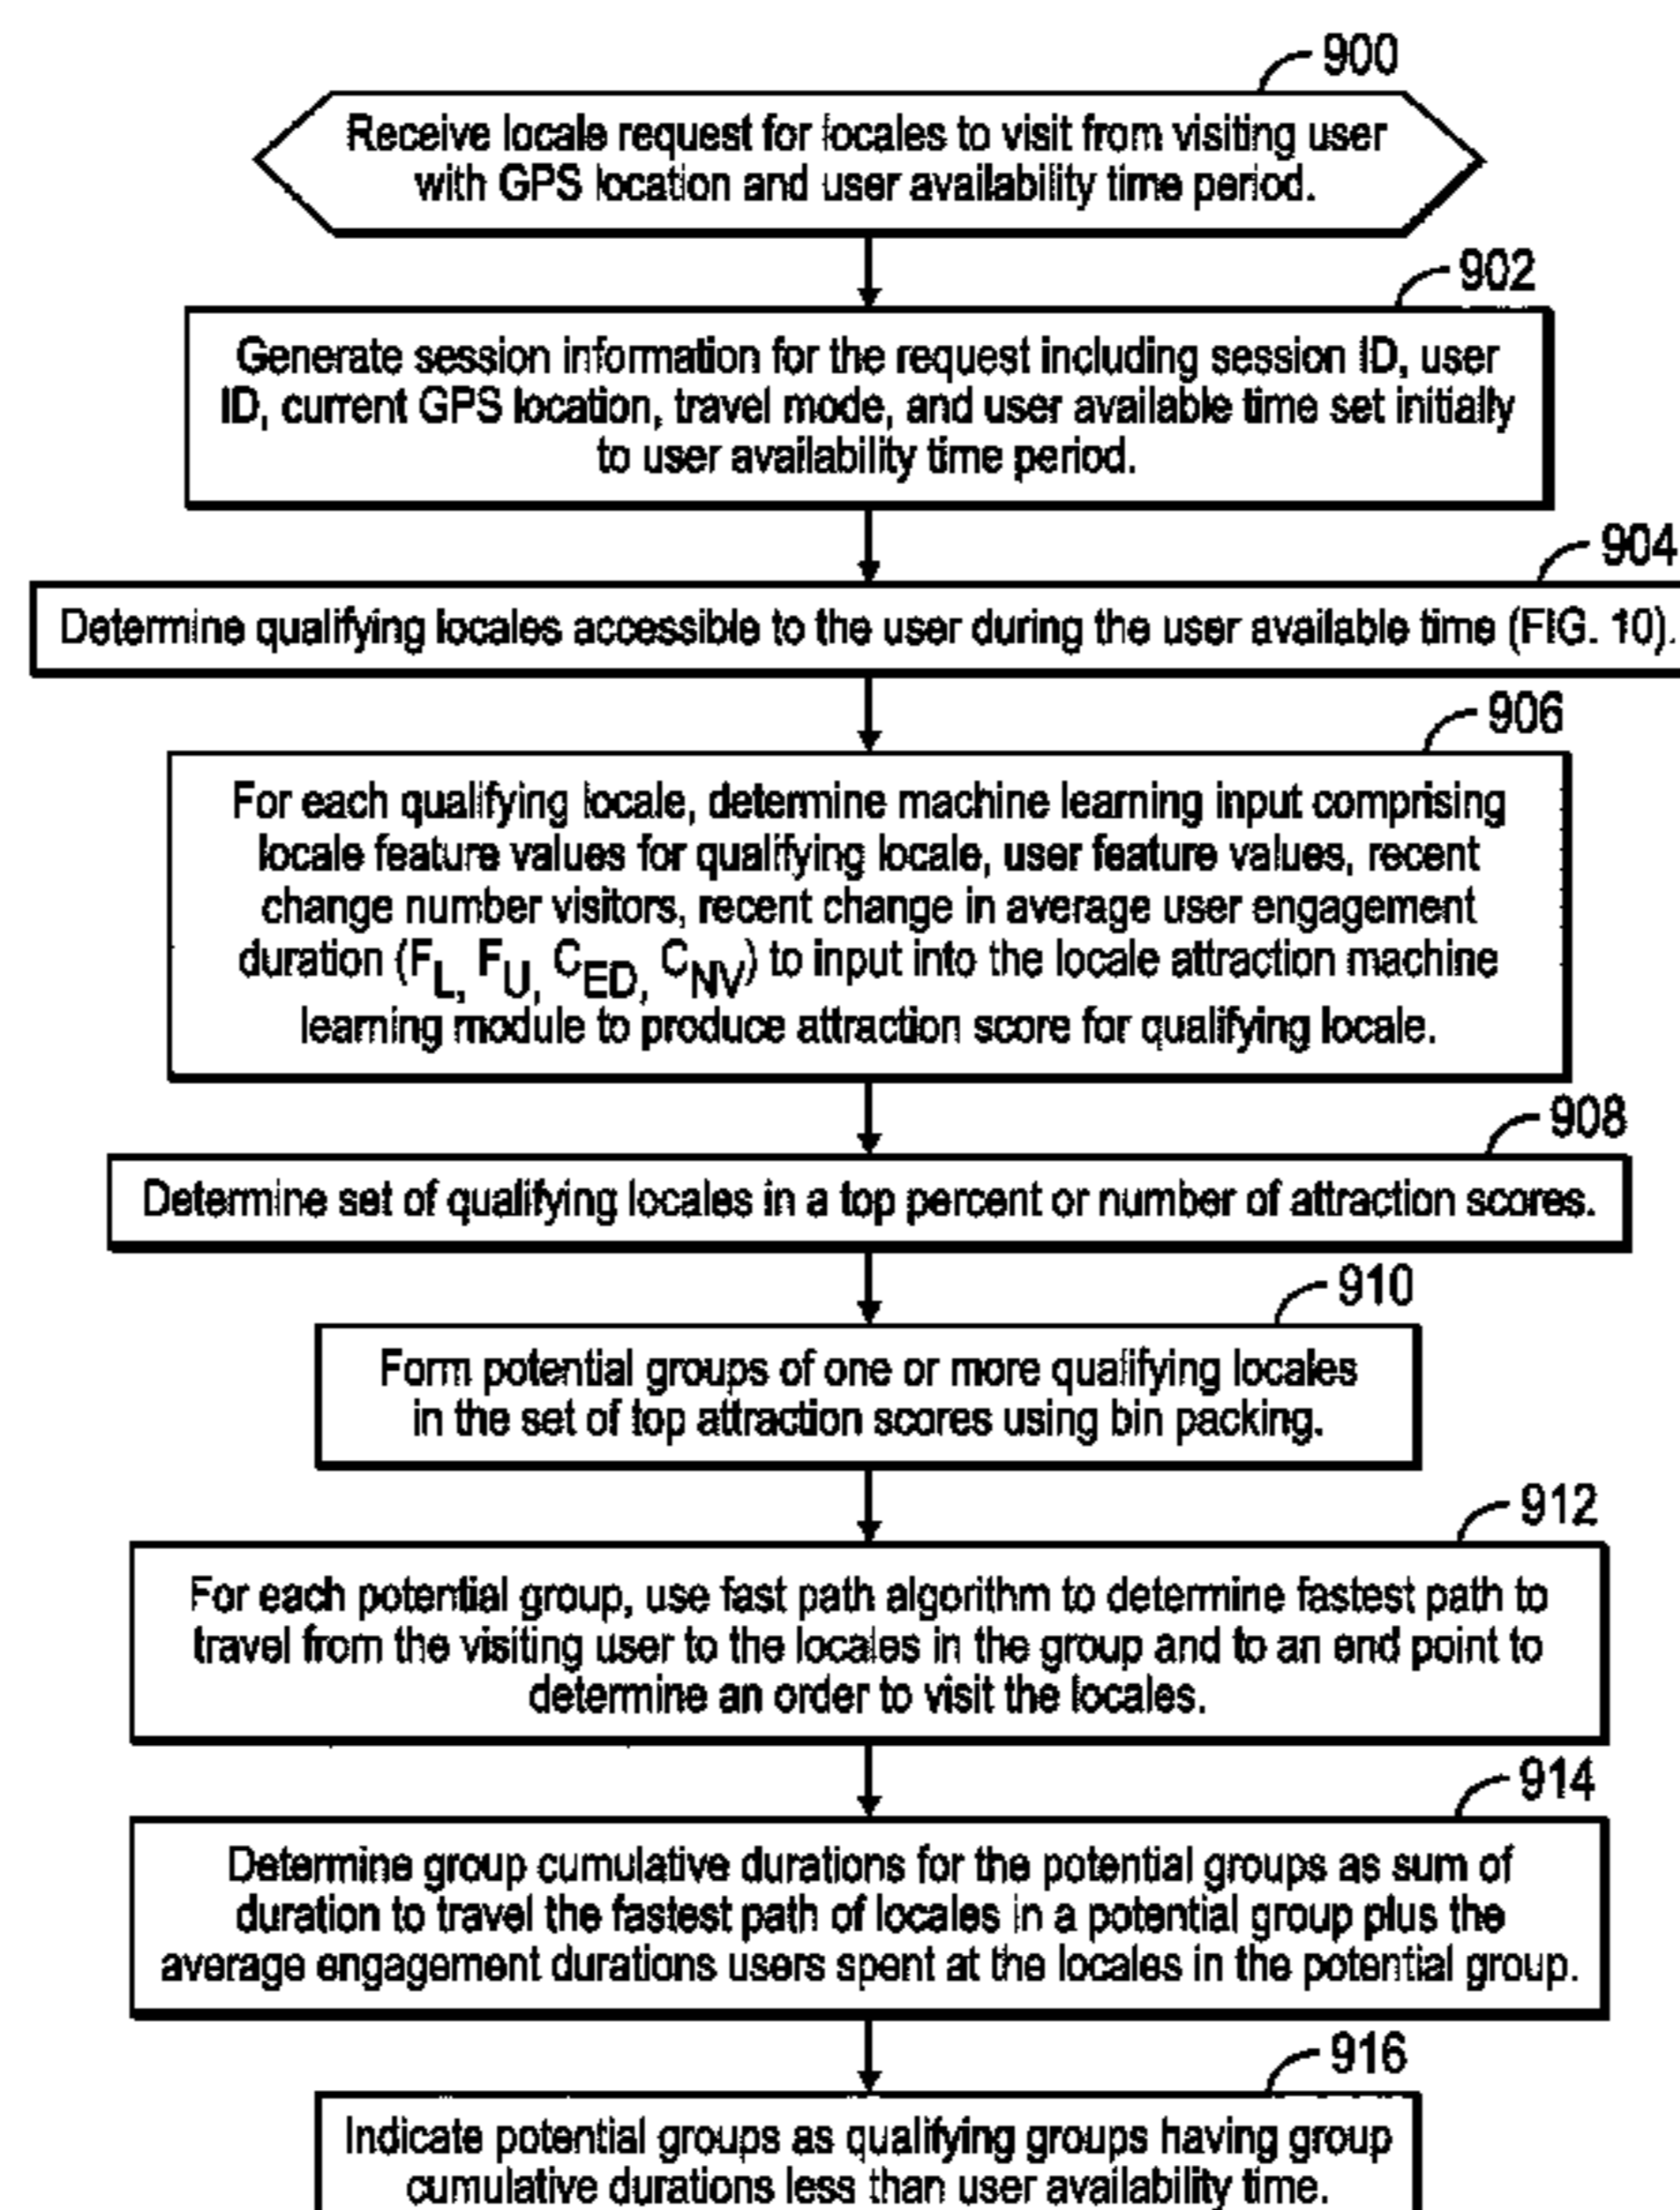 900
Receive locale request for locales to visit from visiting user
with GPS location and user availability time period.
902
Generate session information for the request including session ID, user
ID, current GPS location, travel mode, and user available time set initially
to user availability time period.
904
Determine qualifying locales accessible to the user during the user available time (FIG. 10).
906
For each qualifying locale, determine machine learning input comprising
locale feature values for qualifying locale, user feature values, recent
change number visitors, recent change in average user engagement
duration (FL, FU, CED, CNV) to input into the locale attraction machine
learning module to produce attraction score for qualifying locale.
908
Determine set of qualifying locales in a top percent or number of attraction scores.
910
Form potential groups of one or more qualifying locales
in the set of top attraction scores using bin packing.
912
For each potential group, use fast path algorithm to determine fastest path to
travel from the visiting user to the locales in the group and to an end point to
determine an order to visit the locales.
914
Determine group cumulative durations for the potential groups as sum of
duration to travel the fastest path of locales in a potential group plus the
average engagement durations users spent at the locales in the potential group.
916
Indicate potential groups as qualifying groups having group
cumulative durations less than user availability time.